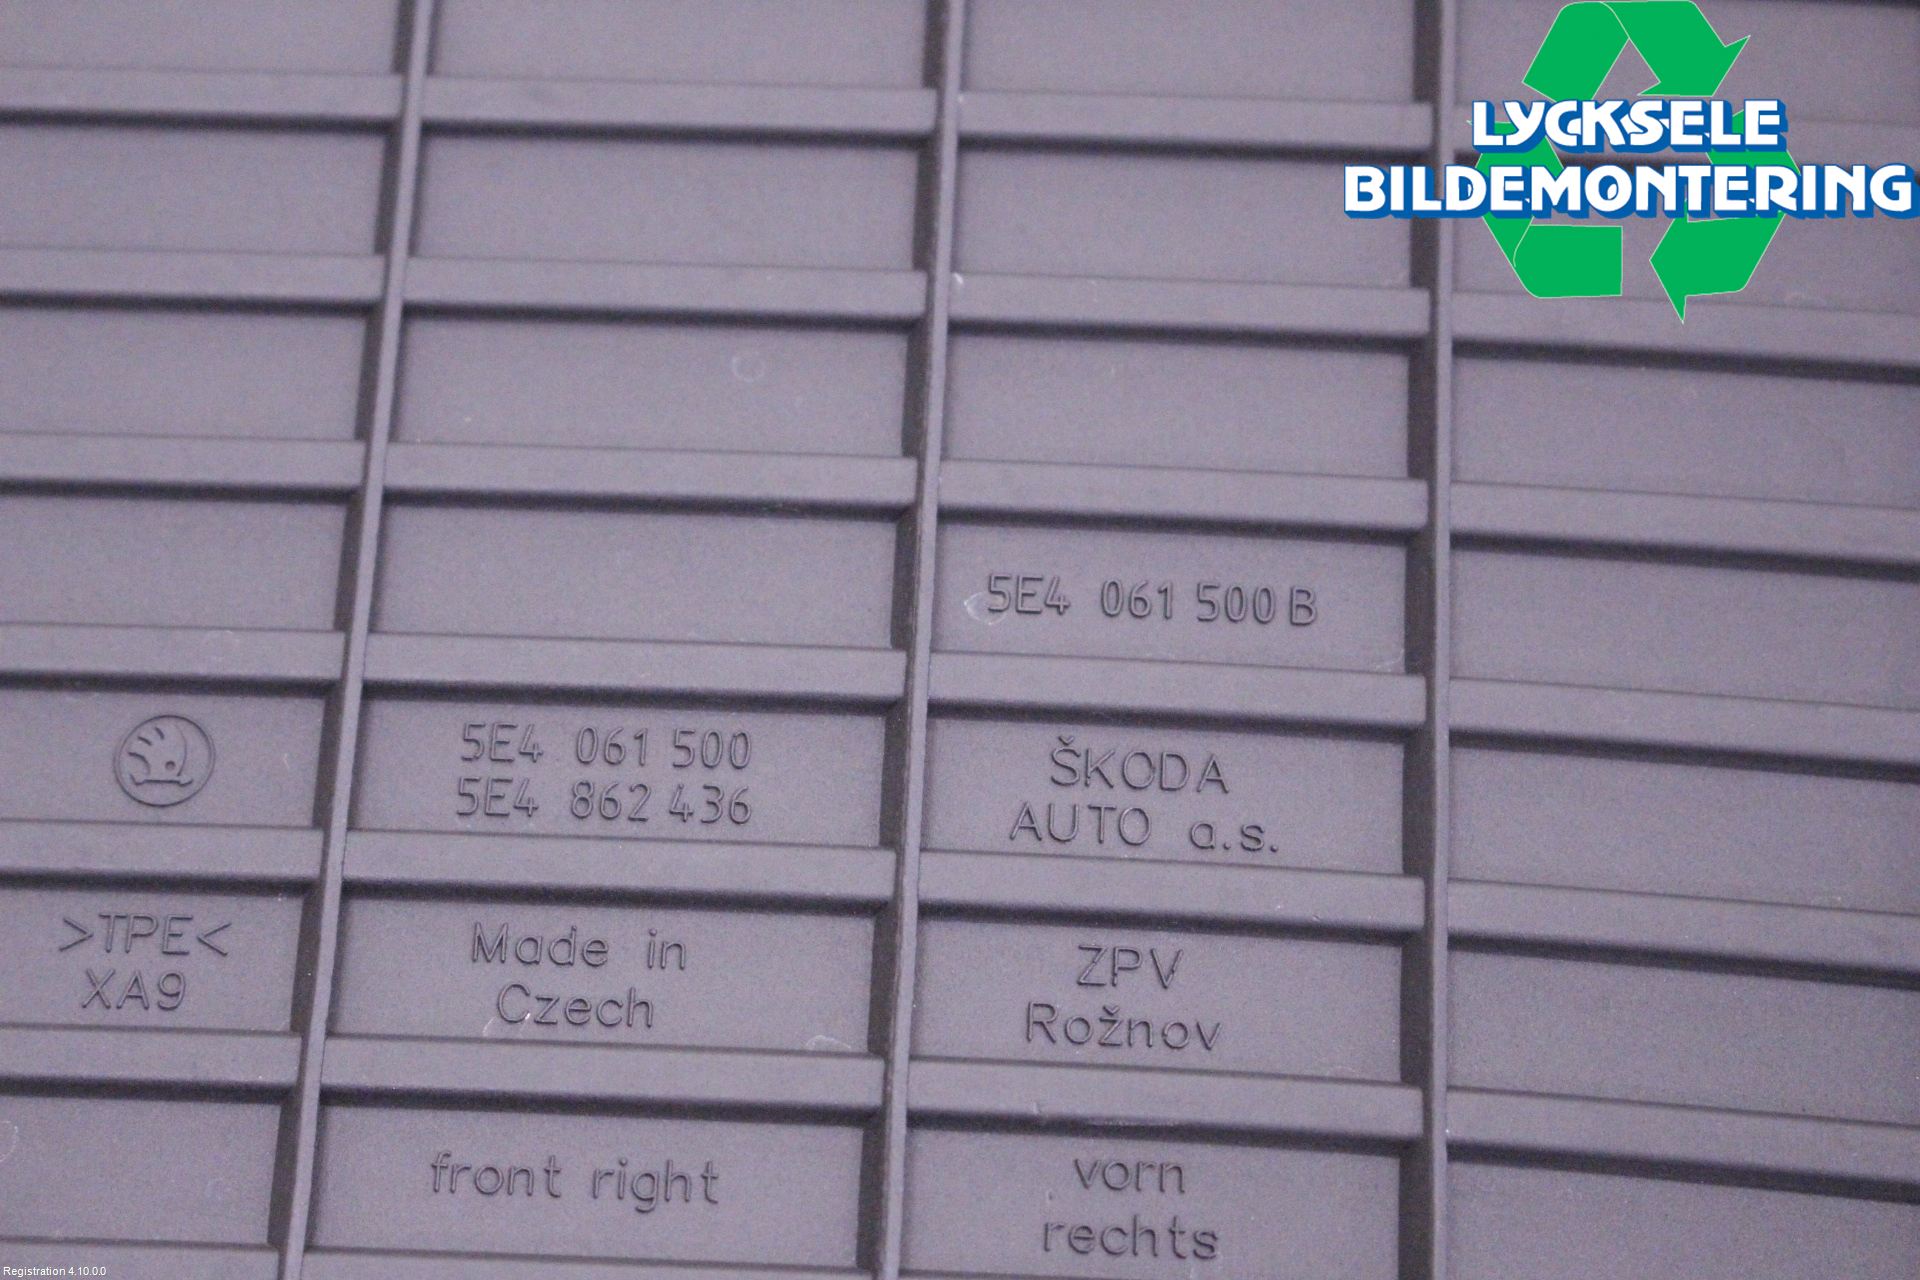 LYCKSELE
BILDEMONTERING
5E4 061 500 B
5E4 061 500
5E4 862 436
ŠKODA
AUTO a.s.
>TPE<
XA9
Made in
Czech
ZPV
Rožnov
front right
vorn
rechts
Registration 4.10.0.0